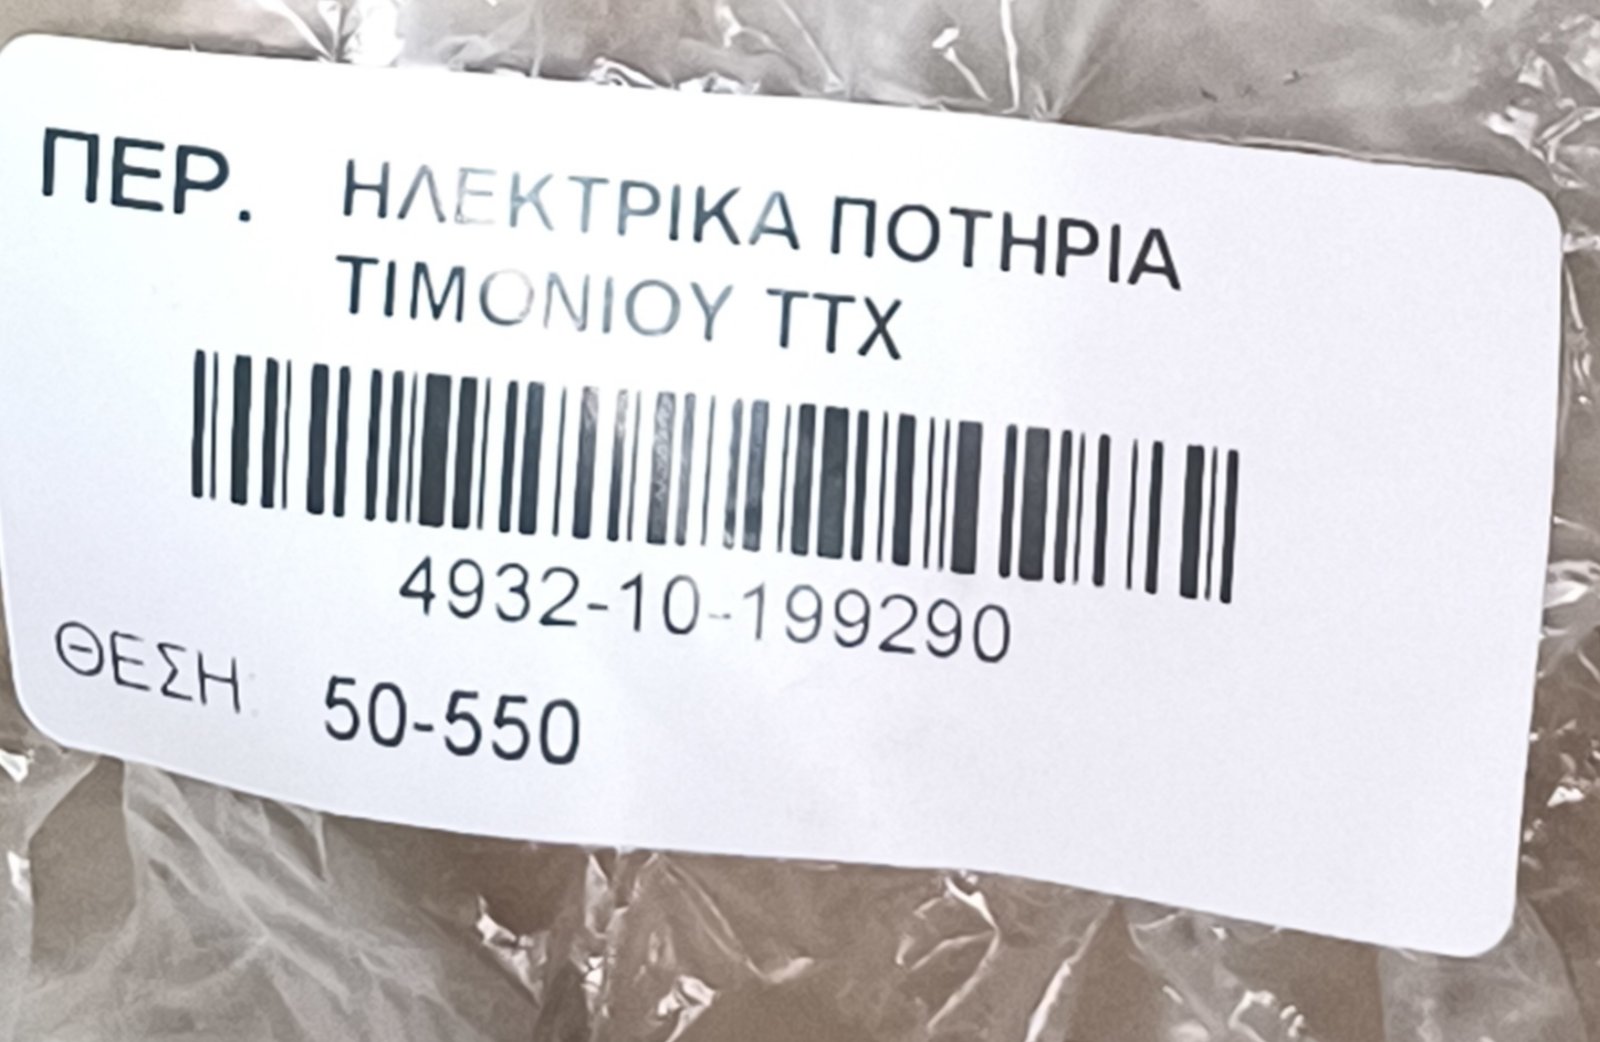 ΠΕΡ. ΗΛΕΚΤΡΙΚΑ ΠΟΤΗΡΙΑ
ΤΙΜΟΝΙΟΥ ΤΤΧ
4932-10-199290
ΘΕΣΗ: 50-550